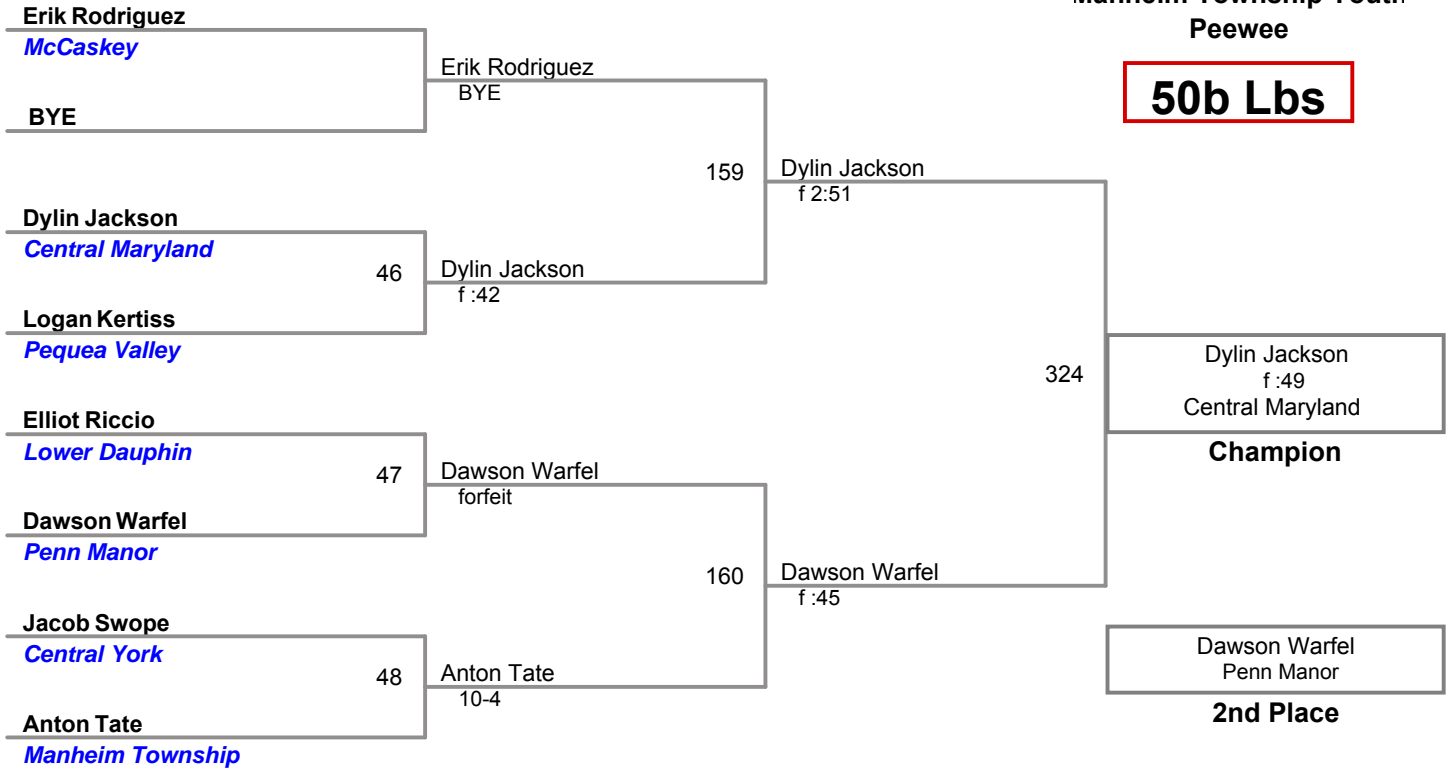 Manheim Township Youth
Peewee
50b Lbs
Erik Rodriguez
McCaskey
BYE
Erik Rodriguez
BYE
Dylin Jackson
Central Maryland
46
Logan Kertiss
Pequea Valley
Dylin Jackson
f :42
159
Dylin Jackson
f 2:51
Elliot Riccio
Lower Dauphin
47
Dawson Warfel
Penn Manor
Dawson Warfel
forfeit
Jacob Swope
Central York
48
Anton Tate
Manheim Township
Anton Tate
10-4
160
Dawson Warfel
f :45
324
Dylin Jackson
f :49
Central Maryland
Champion
Dawson Warfel
Penn Manor
2nd Place